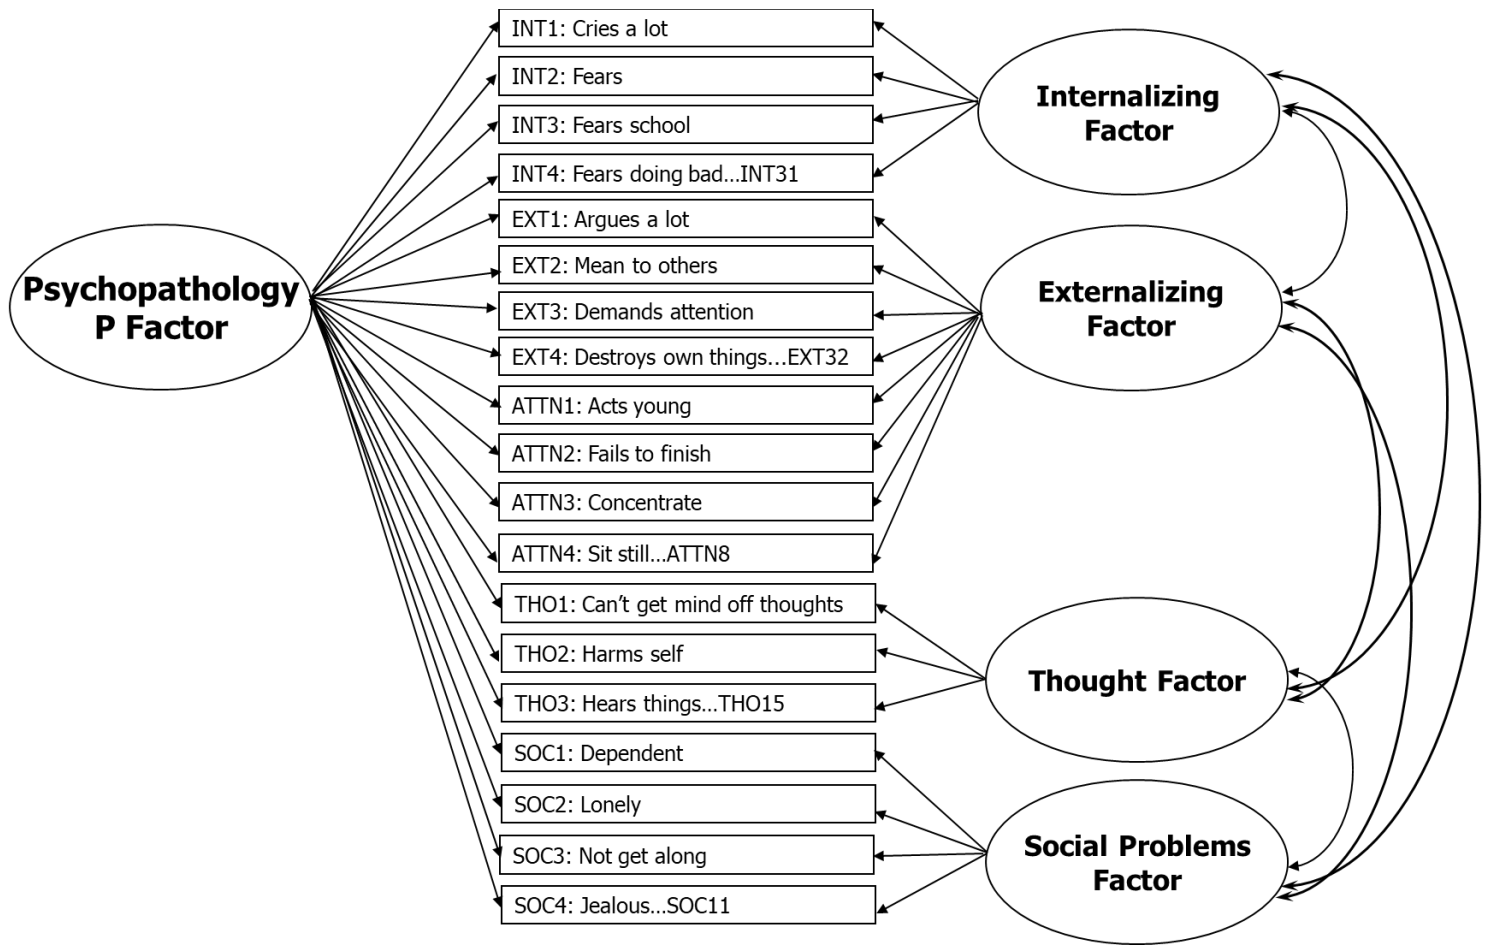 Psychopathology
P Factor
INT1: Cries a lot
INT2: Fears
INT3: Fears school
INT4: Fears doing bad...INT31
EXT1: Argues a lot
EXT2: Mean to others
EXT3: Demands attention
EXT4: Destroys own things...EXT32
ATTN1: Acts young
ATTN2: Fails to finish
ATTN3: Concentrate
ATTN4: Sit still...ATTN8
THO1: Can't get mind off thoughts
THO2: Harms self
THO3: Hears things...THO15
SOC1: Dependent
SOC2: Lonely
SOC3: Not get along
SOC4: Jealous...SOC11
Internalizing
Factor
Externalizing
Factor
Thought Factor
Social Problems
Factor